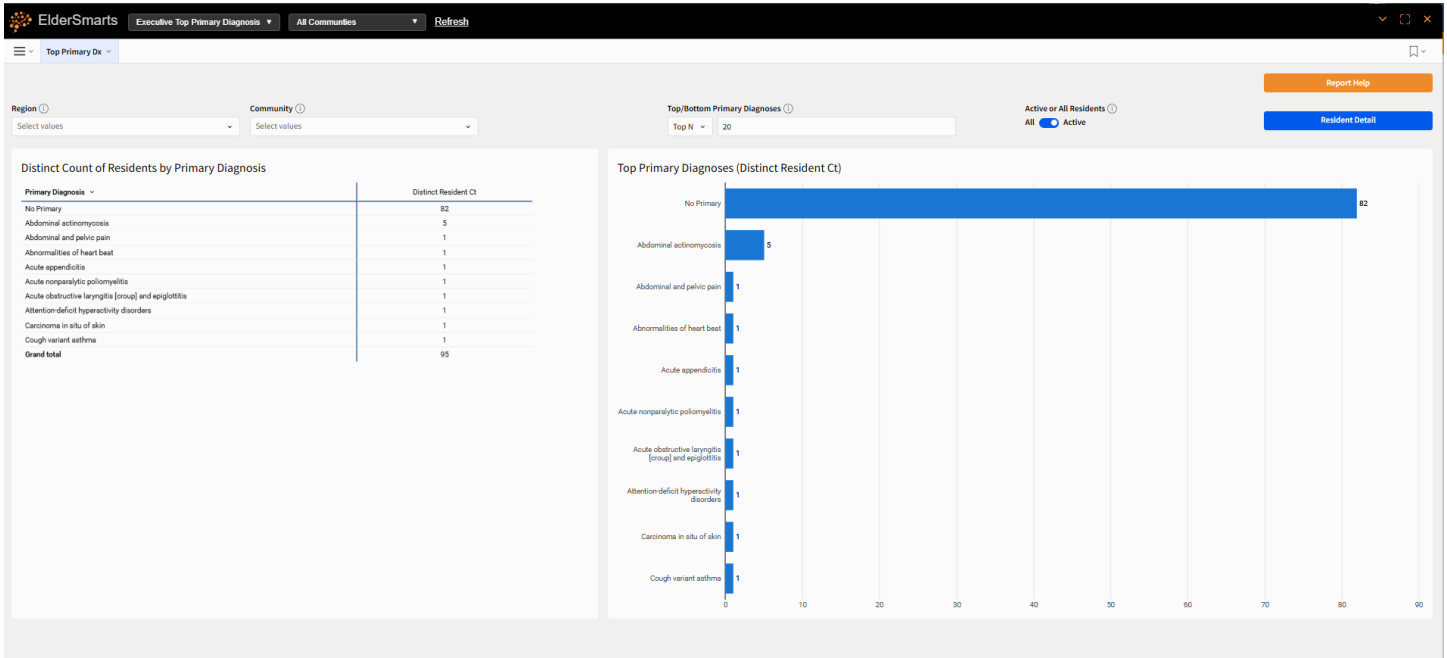 ElderSmarts Executive Top Primary Diagnosis All Communties Refresh
Top Primary Dx
Report Help
Region Community Top/Bottom Primary Diagnoses Active or All Residents
Select values Select values Top N 20 All Active Resident Detail
Distinct Count of Residents by Primary Diagnosis
Primary Diagnosis Distinct Resident Ct
No Primary 82
Abdominal actinomycosis 5
Abdominal and pelvic pain 1
Abnormalities of heart beat 1
Acute appendicitis 1
Acute nonparalytic poliomyelitis 1
Acute obstructive laryngitis [croup] and epiglottitis 1
Attention-deficit hyperactivity disorders 1
Carcinoma in situ of skin 1
Cough variant asthma 1
Grand total 95
Top Primary Diagnoses (Distinct Resident Ct)
No Primary 82
Abdominal actinomycosis 5
Abdominal and pelvic pain 1
Abnormalities of heart beat 1
Acute appendicitis 1
Acute nonparalytic poliomyelitis 1
Acute obstructive laryngitis
[croup] and epiglottitis 1
Attention-deficit hyperactivity
disorders 1
Carcinoma in situ of skin 1
Cough variant asthma 1
0 10 20 30 40 50 60 70 80 90